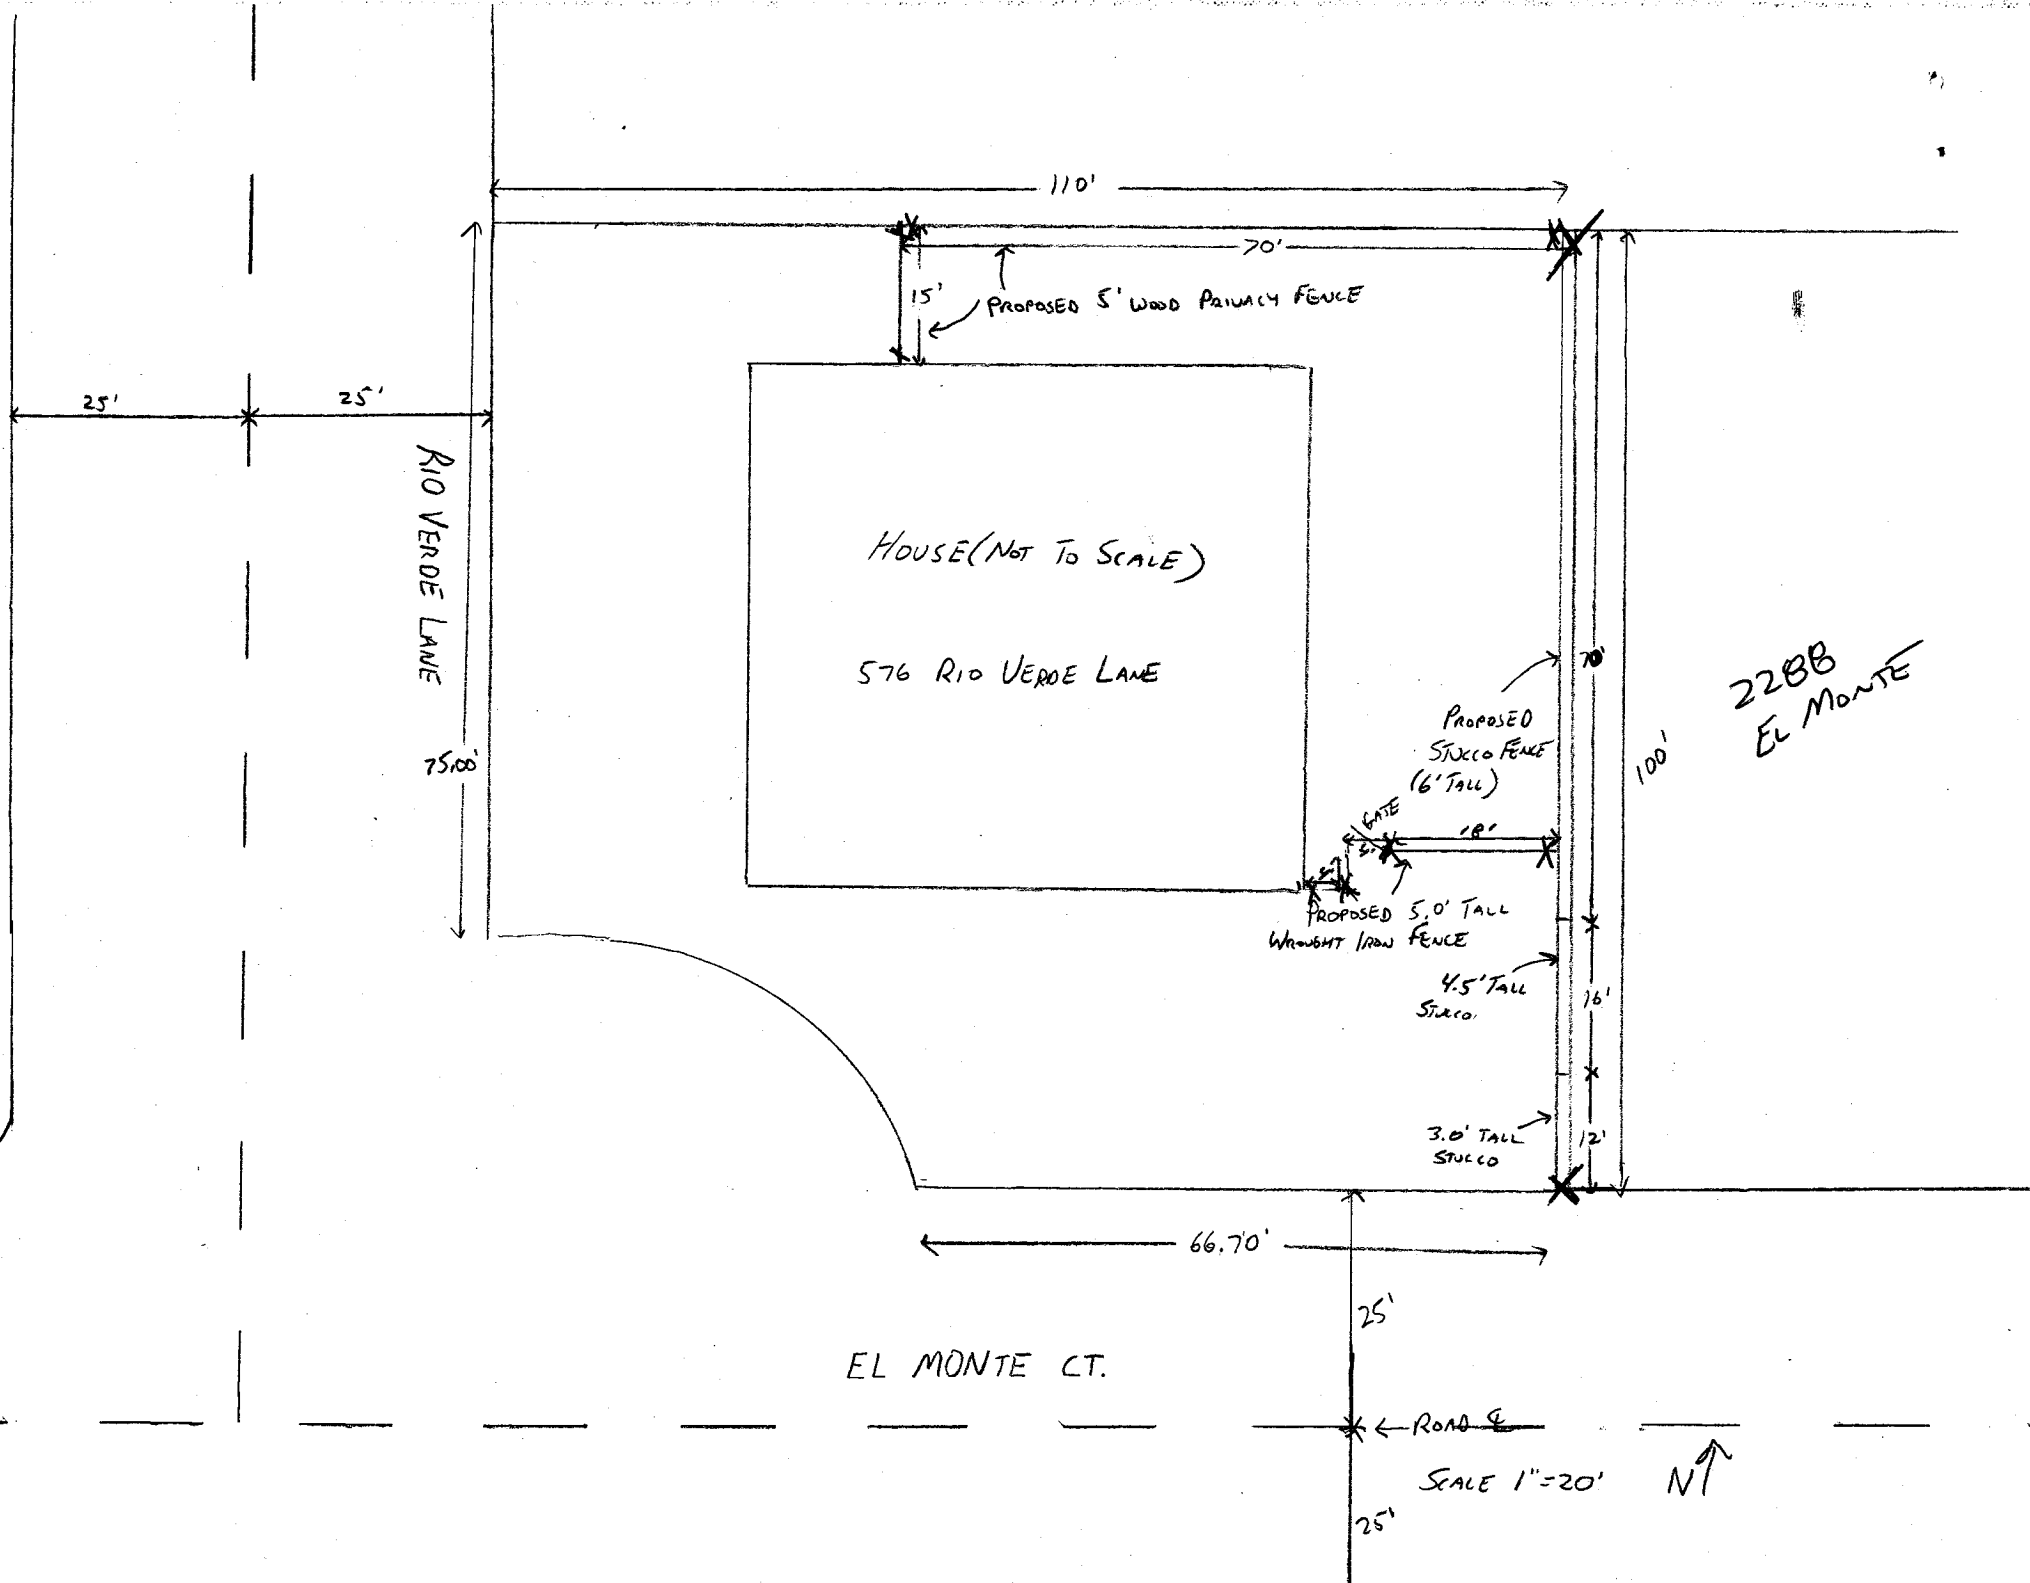 110'
70'
15'
PROPOSED 5' WOOD PRIVACY FENCE
25'
25'
RIO VERDE LANE
HOUSE (NOT TO SCALE)
576 RIO VERDE LANE
75.00'
PROPOSED
STUCCO FENCE
(6' TALL)
70'
100'
2288
EL MONTE
GATE
18'
5'
PROPOSED 5.0' TALL
WROUGHT IRON FENCE
4.5' TALL
STUCCO
16'
3.0' TALL
STUCCO
12'
66.70'
25'
EL MONTE CT.
ROAD ℄
SCALE 1"=20'
N
25'